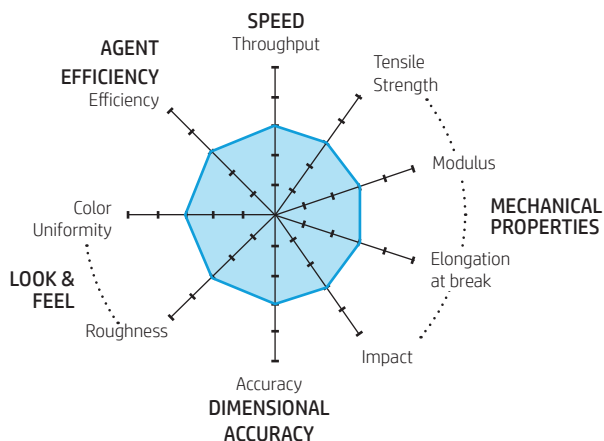 SPEED
Throughput
AGENT
EFFICIENCY
Efficiency
Tensile
Strength
Modulus
MECHANICAL
PROPERTIES
Elongation
at break
Impact
Accuracy
DIMENSIONAL
ACCURACY
Roughness
LOOK &
FEEL
Color
Uniformity